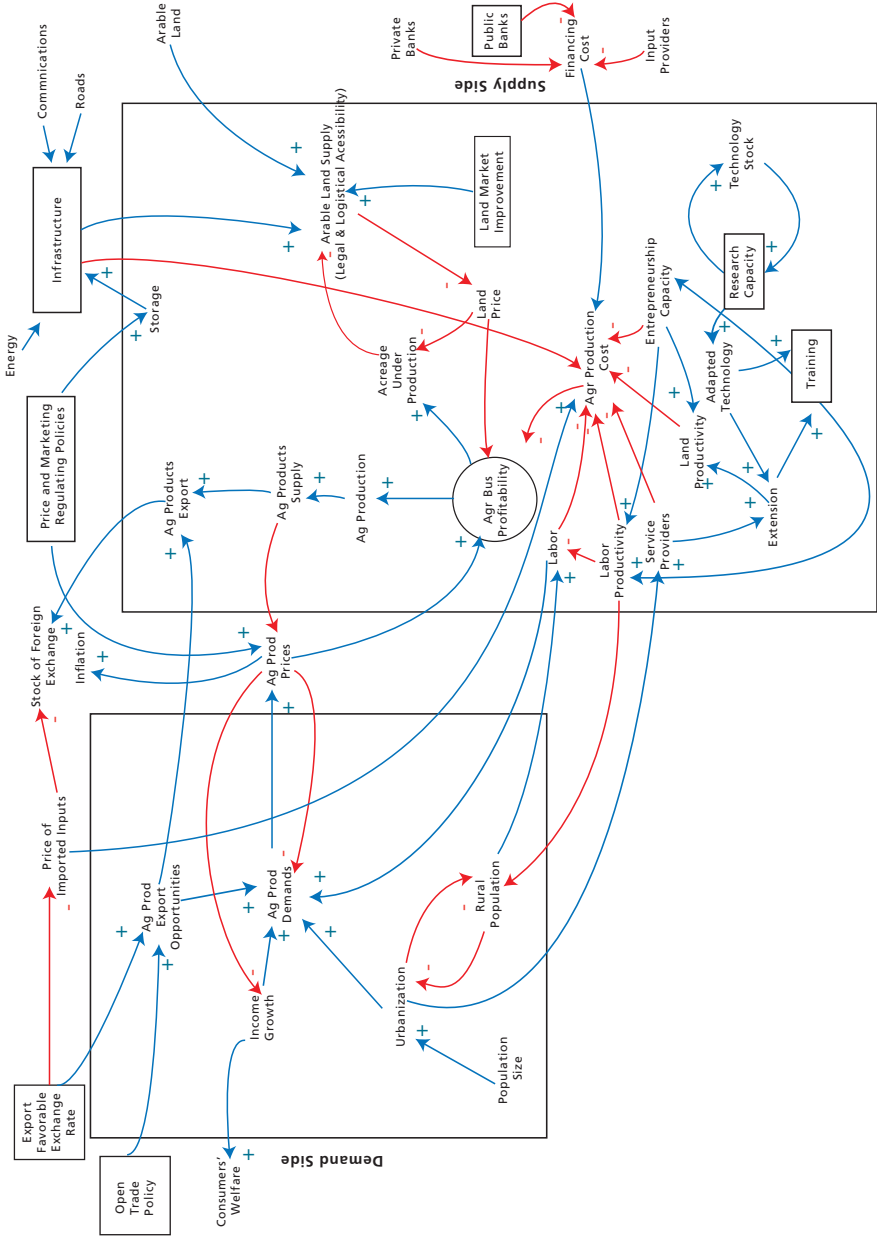 Export
Favorable
Exchange
Rate
Open
Trade
Policy
Consumers'
Welfare
Demand Side
Price of
Imported Inputs
Ag Prod
Export
Opportunities
Income
Growth
Ag Prod
Demands
Urbanization
Rural
Population
Population
Size
Stock of Foreign
Exchange
Inflation
Ag Prod
Prices
Price and Marketing
Regulating Policies
Energy
Storage
Infrastructure
Commnications
Roads
Arable
Land
Ag Products
Export
Ag Products
Supply
Ag Production
Agr Bus
Profitability
Acreage
Under
Production
Land
Price
Arable Land Supply
(Legal & Logistical Acessibility)
Land Market
Improvement
Supply Side
Private
Banks
Public
Banks
Financing
Cost
Input
Providers
Agr Production
Cost
Entrepreneurship
Capacity
Labor
Labor
Productivity
Service
Providers
Land
Productivity
Adapted
Technology
Extension
Training
Research
Capacity
Technology
Stock